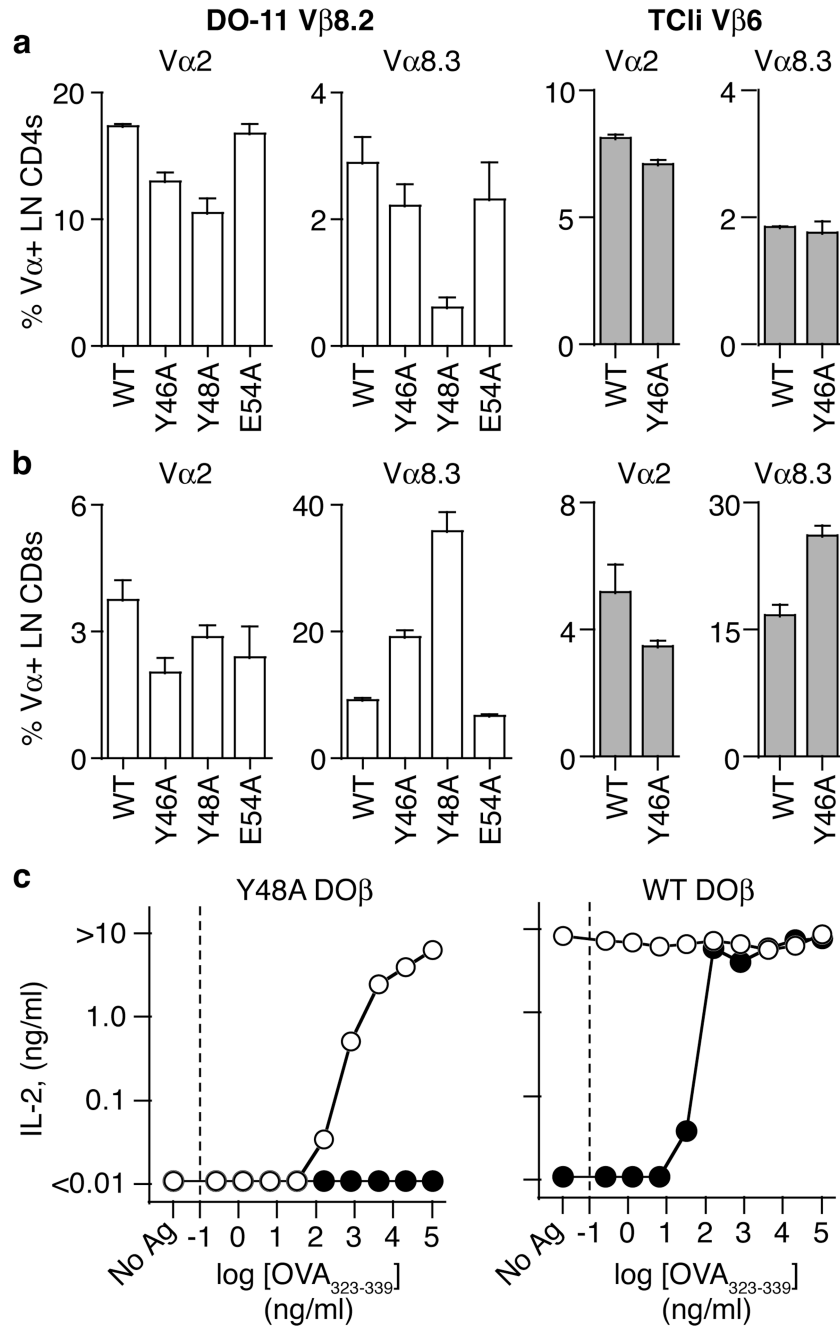 DO-11 Vβ8.2
TCli Vβ6
a
Vα2
Vα8.3
Vα2
Vα8.3
% Vα+ LN CD4s
20
10
0
4
2
0
10
5
0
4
2
0
WT
Y46A
Y48A
E54A
WT
Y46A
Y48A
E54A
WT
Y46A
WT
Y46A
b
Vα2
Vα8.3
Vα2
Vα8.3
% Vα+ LN CD8s
6
3
0
40
20
0
8
4
0
30
15
0
WT
Y46A
Y48A
E54A
WT
Y46A
Y48A
E54A
WT
Y46A
WT
Y46A
c
Y48A DOβ
WT DOβ
IL-2, (ng/ml)
>10
1.0
0.1
<0.01
No Ag -1 0 1 2 3 4 5
No Ag -1 0 1 2 3 4 5
log [OVA323-339]
(ng/ml)
log [OVA323-339]
(ng/ml)